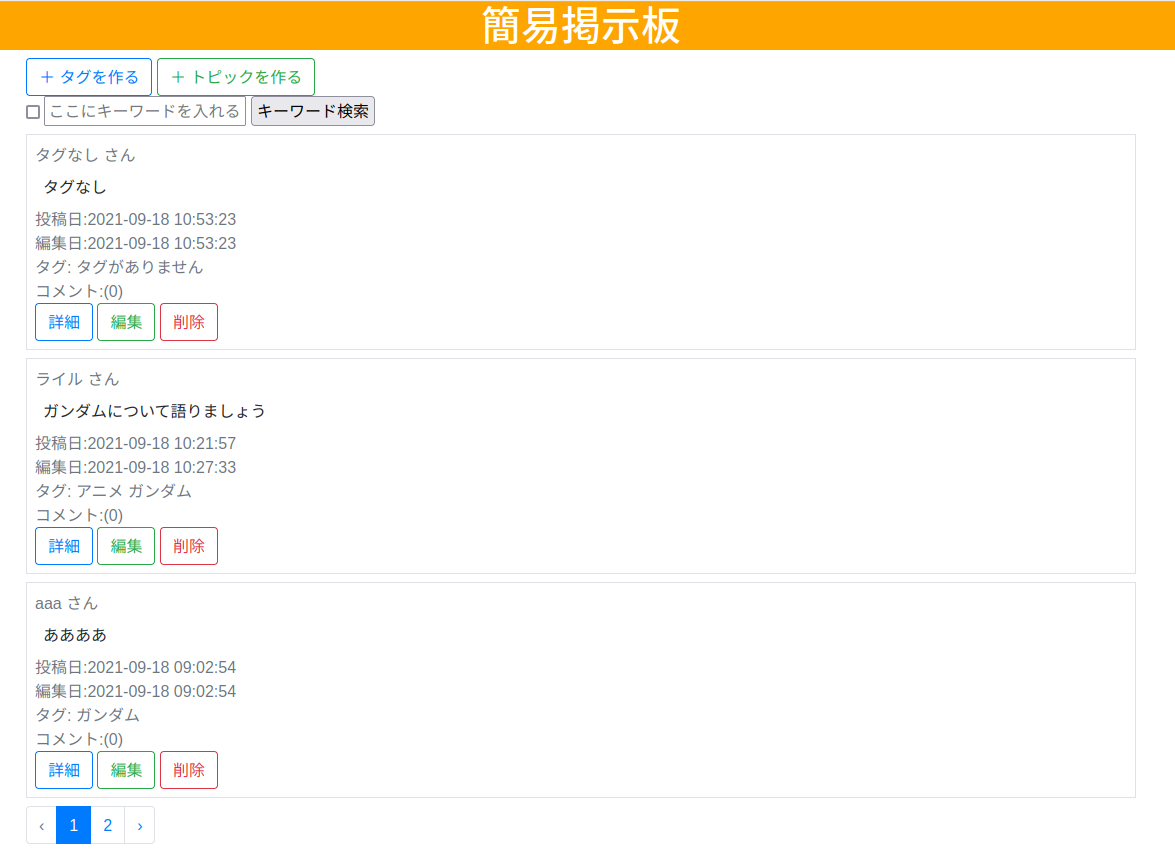 簡易掲示板
＋ タグを作る ＋ トピックを作る
ここにキーワードを入れる キーワード検索
タグなし さん
タグなし
投稿日:2021-09-18 10:53:23
編集日:2021-09-18 10:53:23
タグ: タグがありません
コメント:(0)
詳細 編集 削除
ライル さん
ガンダムについて語りましょう
投稿日:2021-09-18 10:21:57
編集日:2021-09-18 10:27:33
タグ: アニメ ガンダム
コメント:(0)
詳細 編集 削除
aaa さん
ああああ
投稿日:2021-09-18 09:02:54
編集日:2021-09-18 09:02:54
タグ: ガンダム
コメント:(0)
詳細 編集 削除
‹ 1 2 ›